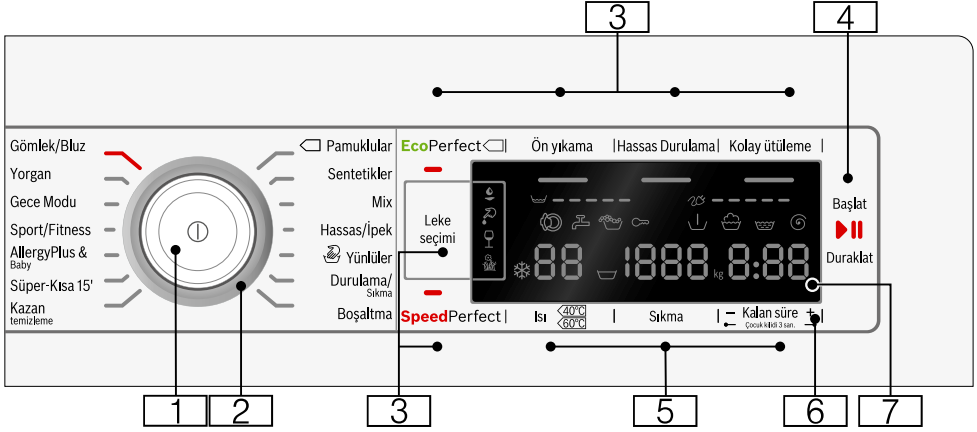 3
4
Gömlek/Bluz
Yorgan
Gece Modu
Sport/Fitness
AllergyPlus &
Baby
Süper-Kısa 15'
Kazan
temizleme
Pamuklular
Sentetikler
Mix
Hassas/İpek
Yünlüler
Durulama/
Sıkma
Boşaltma
EcoPerfect
Leke
seçimi
SpeedPerfect
Ön yıkama
Hassas Durulama
Kolay ütüleme
88 1888 kg 8:88
Isı 40°C
60°C
Sıkma
– Kalan süre +
Çocuk kilidi 3 san.
Başlat
Duraklat
1
2
3
5
6
7